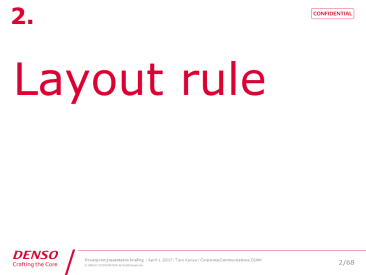 2.
CONFIDENTIAL
Layout rule
DENSO
Crafting the Core
2/68